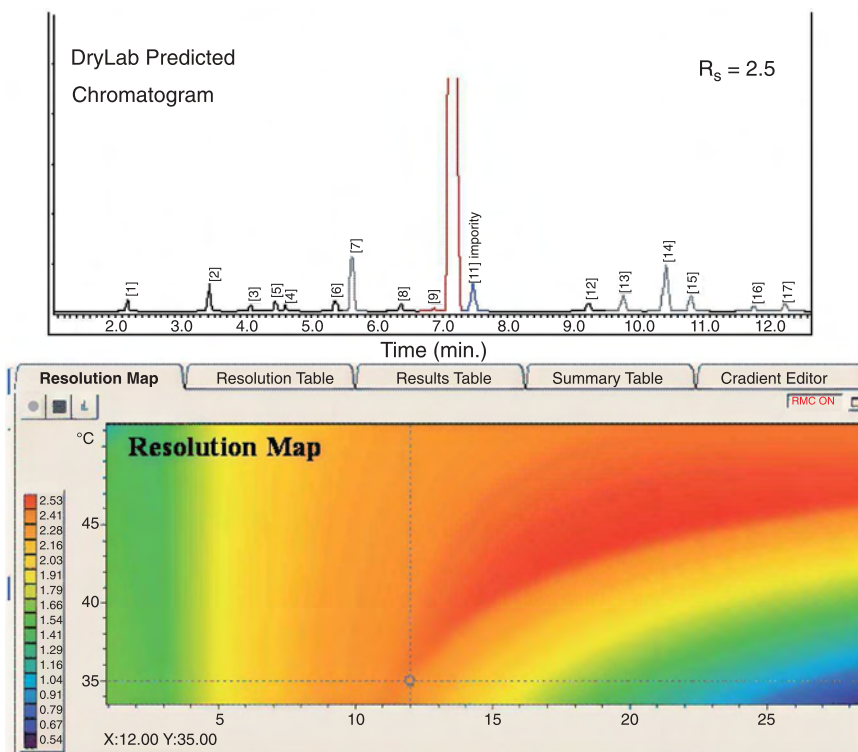 DryLab Predicted
Chromatogram
Rs = 2.5
[1]
[2]
[3]
[5]
[4]
[6]
[7]
[8]
[9]
[11] impority
[12]
[13]
[14]
[15]
[16]
[17]
2.0 3.0 4.0 5.0 6.0 7.0 8.0 9.0 10.0 11.0 12.0
Time (min.)
Resolution Map Resolution Table Results Table Summary Table Cradient Editor
RMC ON
°C
Resolution Map
2.53
2.41
2.28
2.16
2.03
1.91
1.79
1.66
1.54
1.41
1.29
1.16
1.04
0.91
0.79
0.67
0.54
45
40
35
5 10 15 20 25
X:12.00 Y:35.00